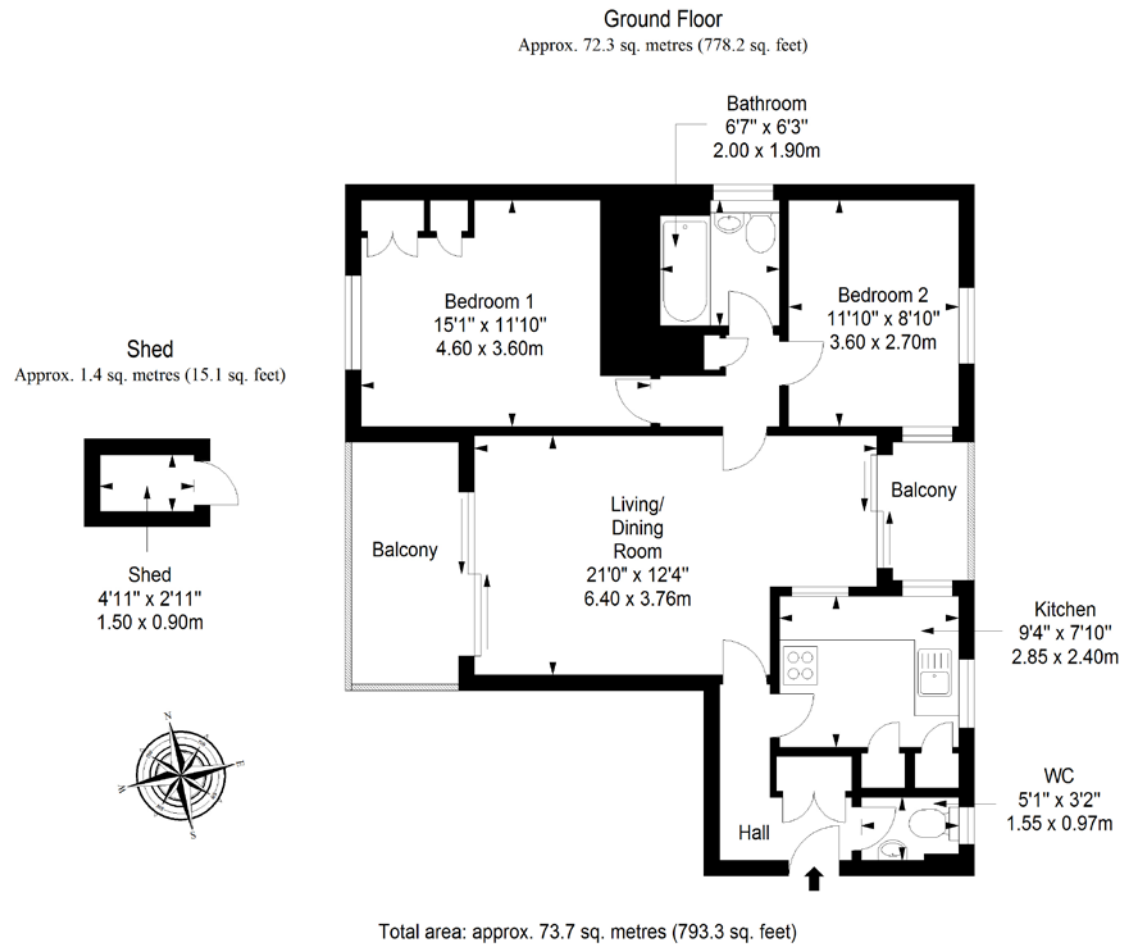 Ground Floor
Approx. 72.3 sq. metres (778.2 sq. feet)
Bathroom
6'7" x 6'3"
2.00 x 1.90m
Bedroom 1
15'1" x 11'10"
4.60 x 3.60m
Bedroom 2
11'10" x 8'10"
3.60 x 2.70m
Shed
Approx. 1.4 sq. metres (15.1 sq. feet)
Shed
4'11" x 2'11"
1.50 x 0.90m
Balcony
Living/
Dining
Room
21'0" x 12'4"
6.40 x 3.76m
Balcony
Kitchen
9'4" x 7'10"
2.85 x 2.40m
N
E
W
S
WC
5'1" x 3'2"
1.55 x 0.97m
Hall
Total area: approx. 73.7 sq. metres (793.3 sq. feet)